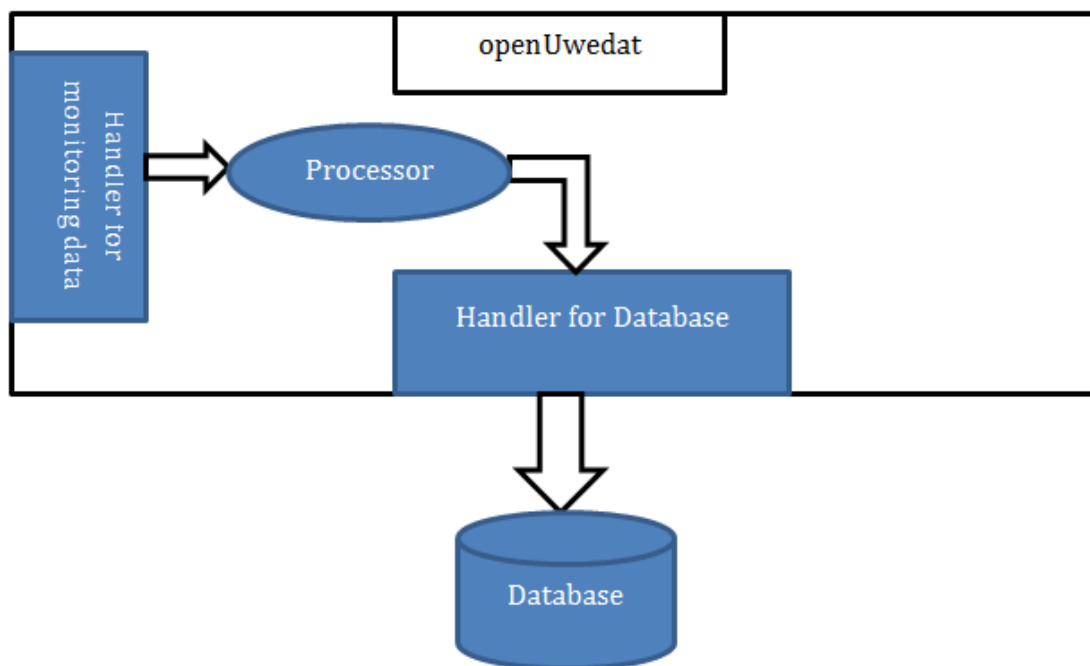 openUwedat
Handler for
monitoring data
Processor
Handler for Database
Database